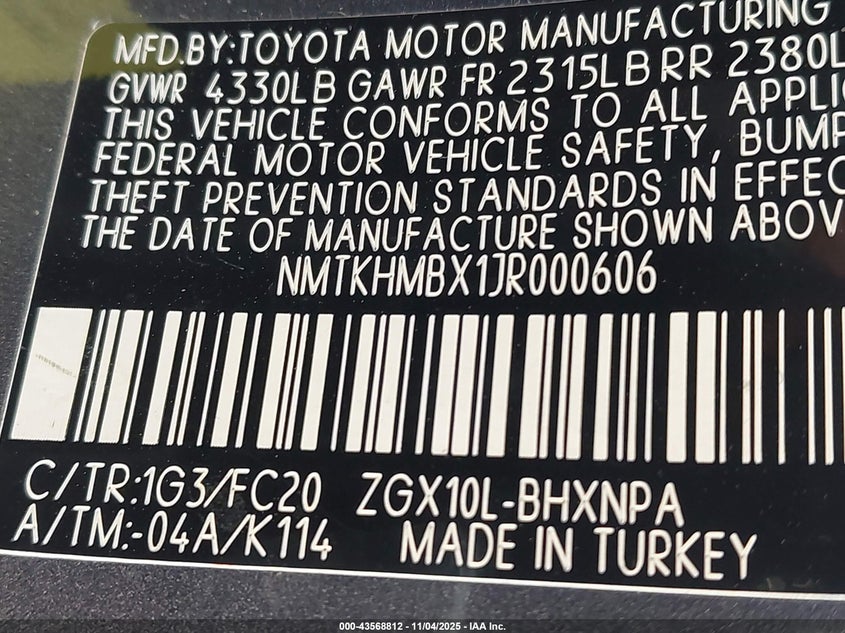 MFD.BY:TOYOTA MOTOR MANUFACTURING
GVWR 4330LB GAWR FR 2315LB RR 2380L
THIS VEHICLE CONFORMS TO ALL APPLI
FEDERAL MOTOR VEHICLE SAFETY, BUMP
THEFT PREVENTION STANDARDS IN EFFEC
THE DATE OF MANUFACTURE SHOWN ABOV
NMTKHMBX1JR000606
C/TR:1G3/FC20 ZGX10L-BHXNPA
A/TM:-04A/K114 MADE IN TURKEY
000-43568812 - 11/04/2025 - IAA Inc.